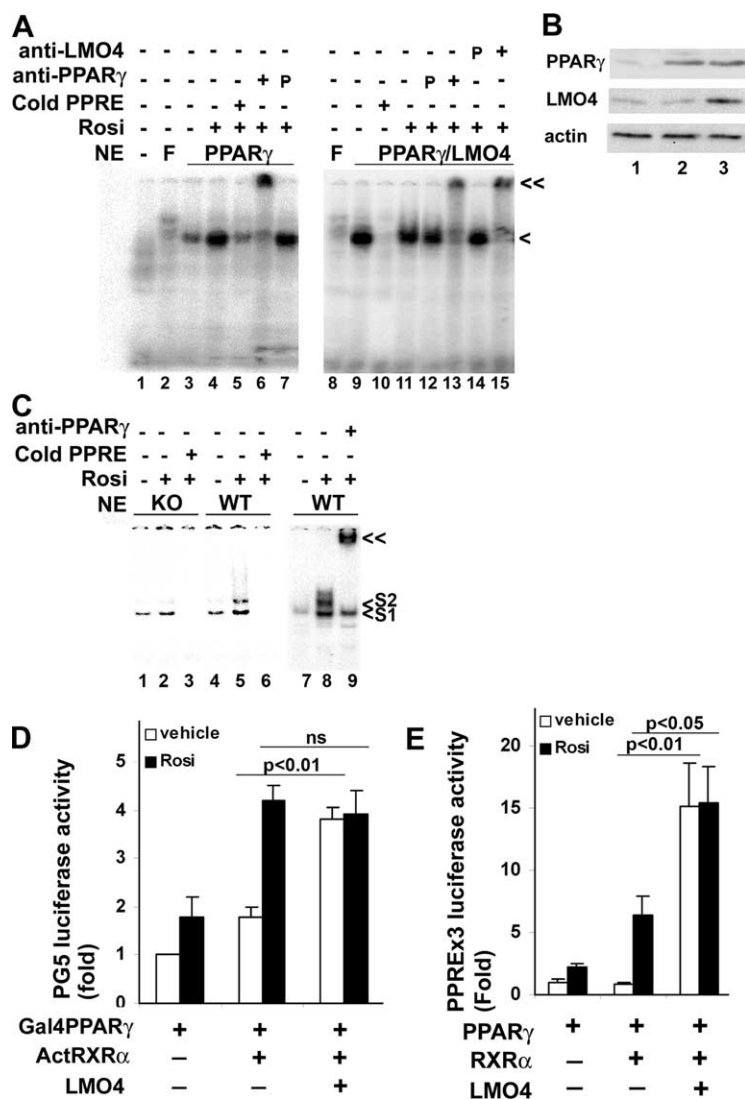 A
anti-LMO4 - - - - - - - - - - - - - P +
anti-PPARγ - - - - - + P - - - - P + - -
Cold PPRE - - - - + - - - - + - - - - -
Rosi - - - + + + + - - - + + + + +
NE - F PPARγ F PPARγ/LMO4
<<
<
1 2 3 4 5 6 7 8 9 10 11 12 13 14 15
B
PPARγ
LMO4
actin
1 2 3
C
anti-PPARγ - - - - - - - - +
Cold PPRE - - + - - + - - -
Rosi - + + - + + - + +
NE KO WT WT
<<
<S2
<S1
1 2 3 4 5 6 7 8 9
D
vehicle
Rosi
ns
p<0.01
PG5 luciferase activity
(fold)
5
4
3
2
1
0
Gal4PPARγ + + +
ActRXRα – + +
LMO4 – – +
E
vehicle
Rosi
p<0.05
p<0.01
PPREx3 luciferase activity
(Fold)
20
15
10
5
0
PPARγ + + +
RXRα – + +
LMO4 – – +